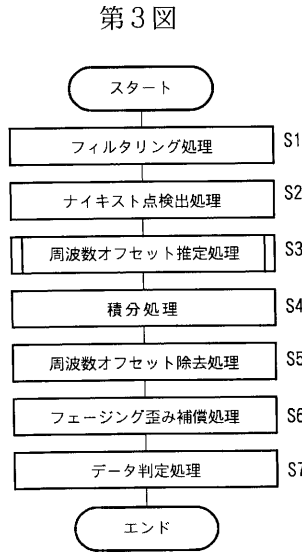 第3図
スタート
フィルタリング処理 S1
ナイキスト点検出処理 S2
周波数オフセット推定処理 S3
積分処理 S4
周波数オフセット除去処理 S5
フェージング歪み補償処理 S6
データ判定処理 S7
エンド